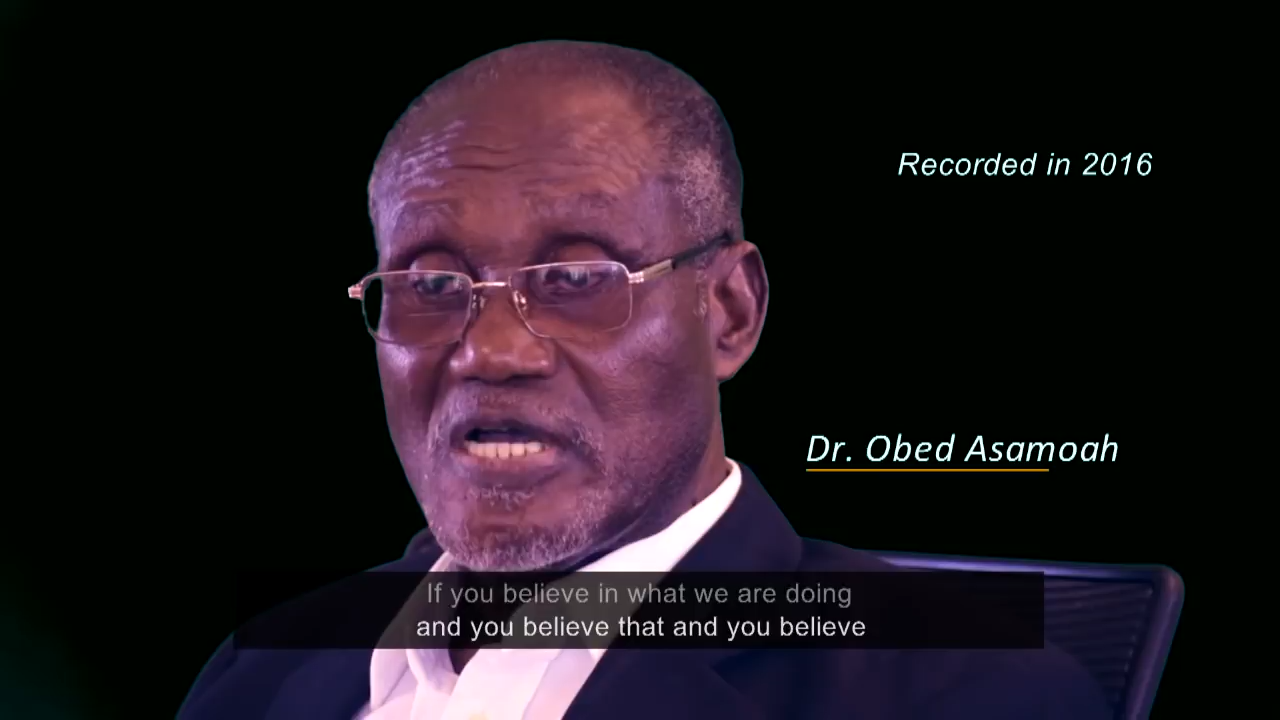 Recorded in 2016
Dr. Obed Asamoah
If you believe in what we are doing
and you believe that and you believe